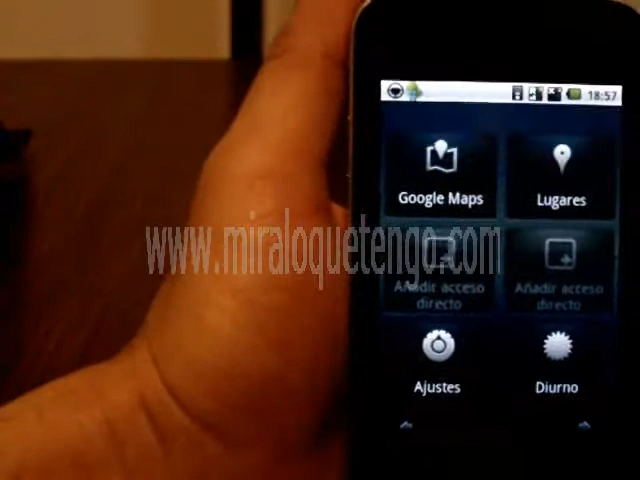 18:57
Google Maps
Lugares
www.miraloquetengo.com
Añadir acceso
directo
Añadir acceso
directo
Ajustes
Diurno